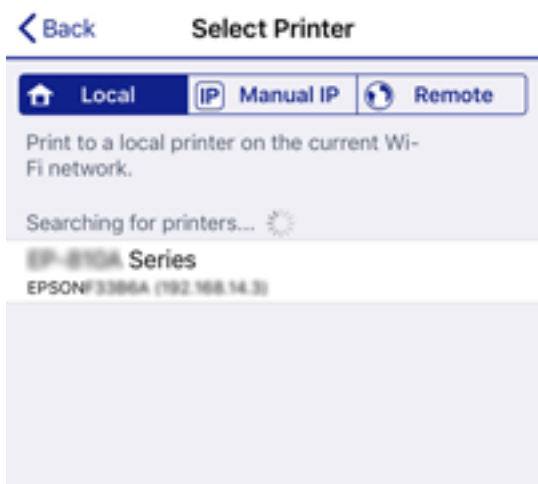 Back
Select Printer
Local
IP Manual IP
Remote
Print to a local printer on the current Wi-
Fi network.
Searching for printers...
Series
EPSON